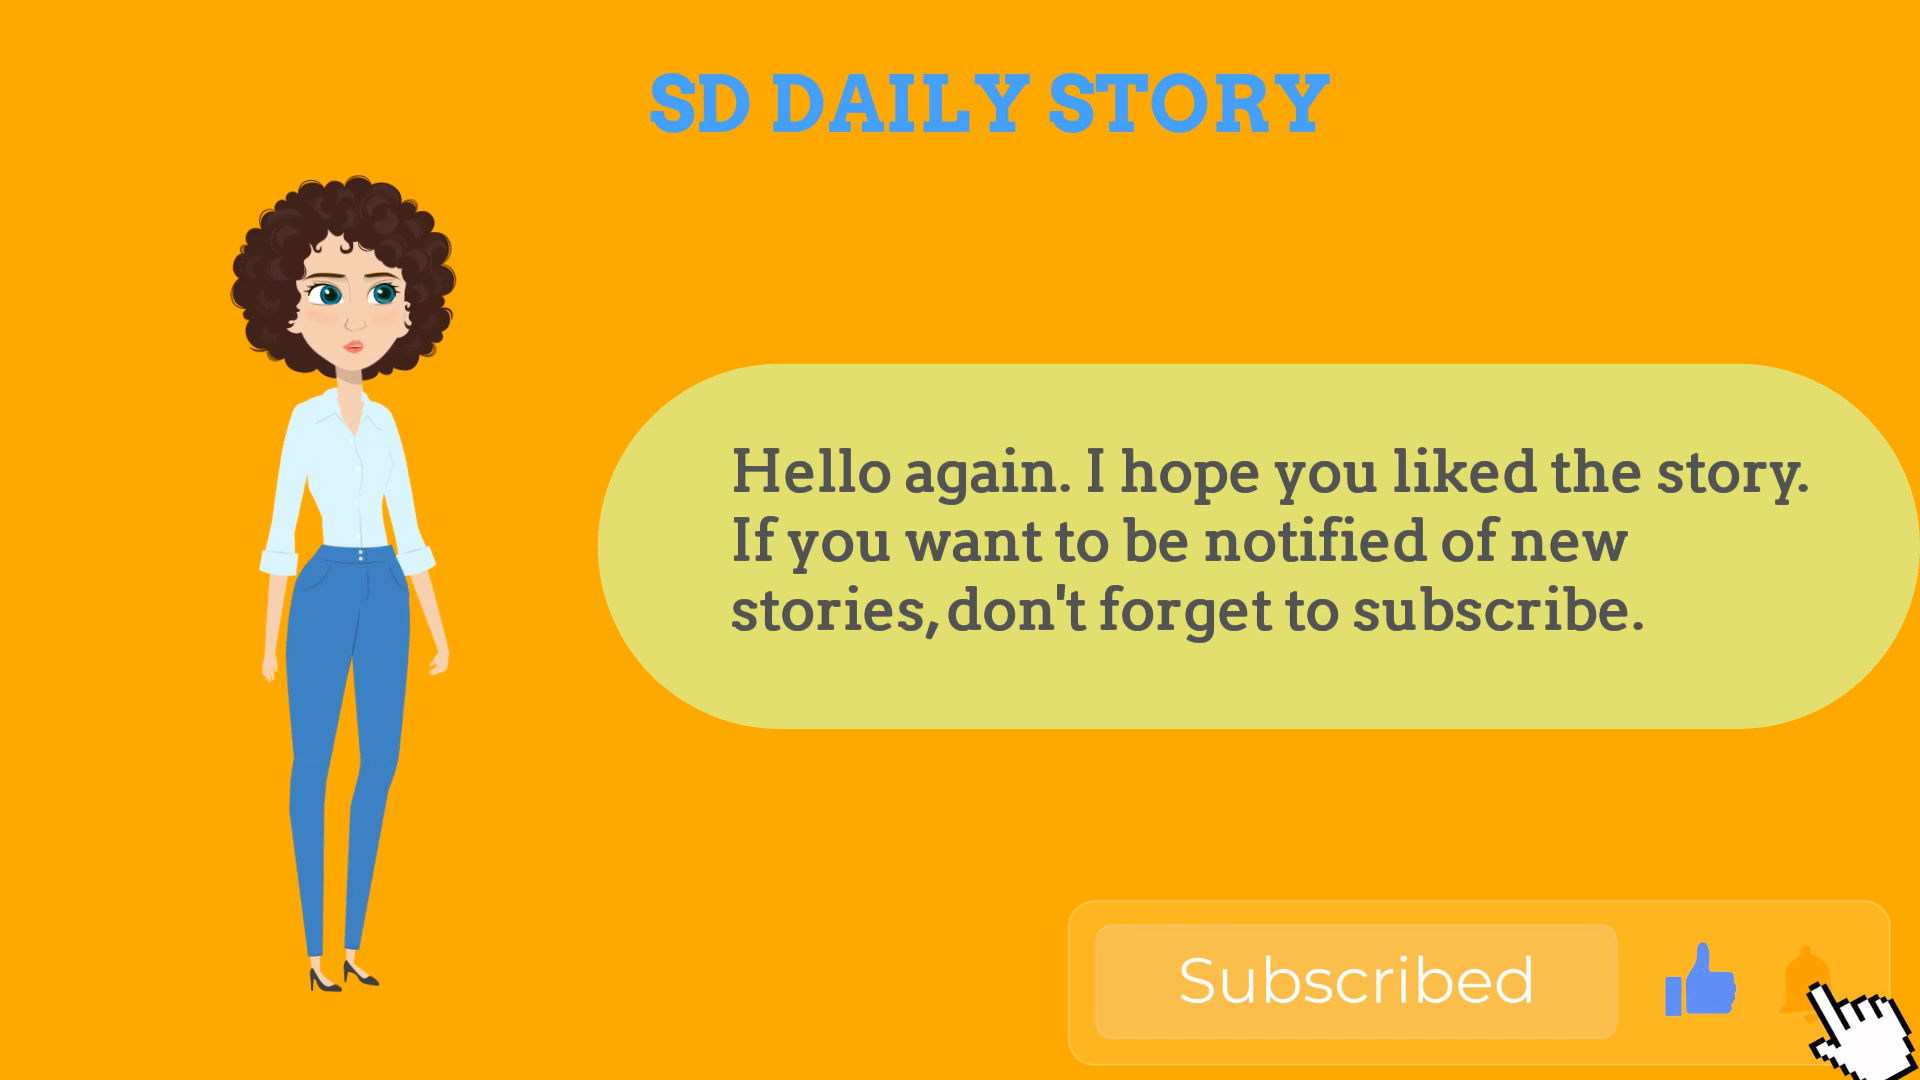 SD DAILY STORY
Hello again. I hope you liked the story.
If you want to be notified of new
stories, don't forget to subscribe.
Subscribed